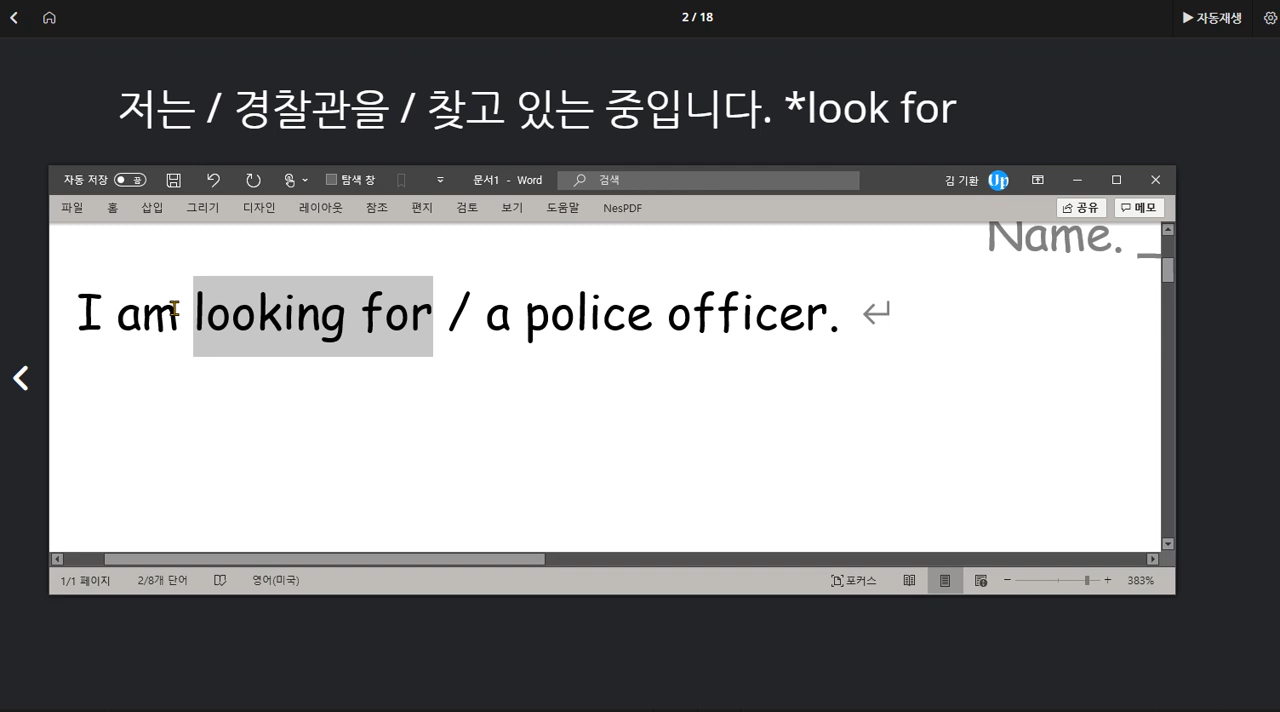 2 / 18
▶ 자동재생
저는 / 경찰관을 / 찾고 있는 중입니다. *look for
자동 저장 끔 탐색 창 문서1 - Word 검색 김 기환 Up
파일 홈 삽입 그리기 디자인 레이아웃 참조 편지 검토 보기 도움말 NesPDF 공유 메모
Name. _
I am looking for / a police officer. ↵
1/1 페이지 2/8개 단어 영어(미국) 포커스 − + 383%